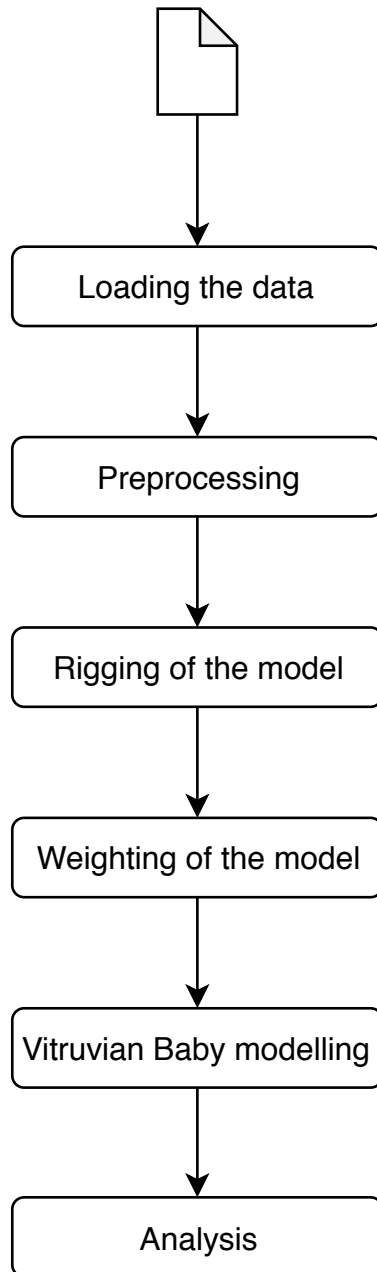 Loading the data
Preprocessing
Rigging of the model
Weighting of the model
Vitruvian Baby modelling
Analysis